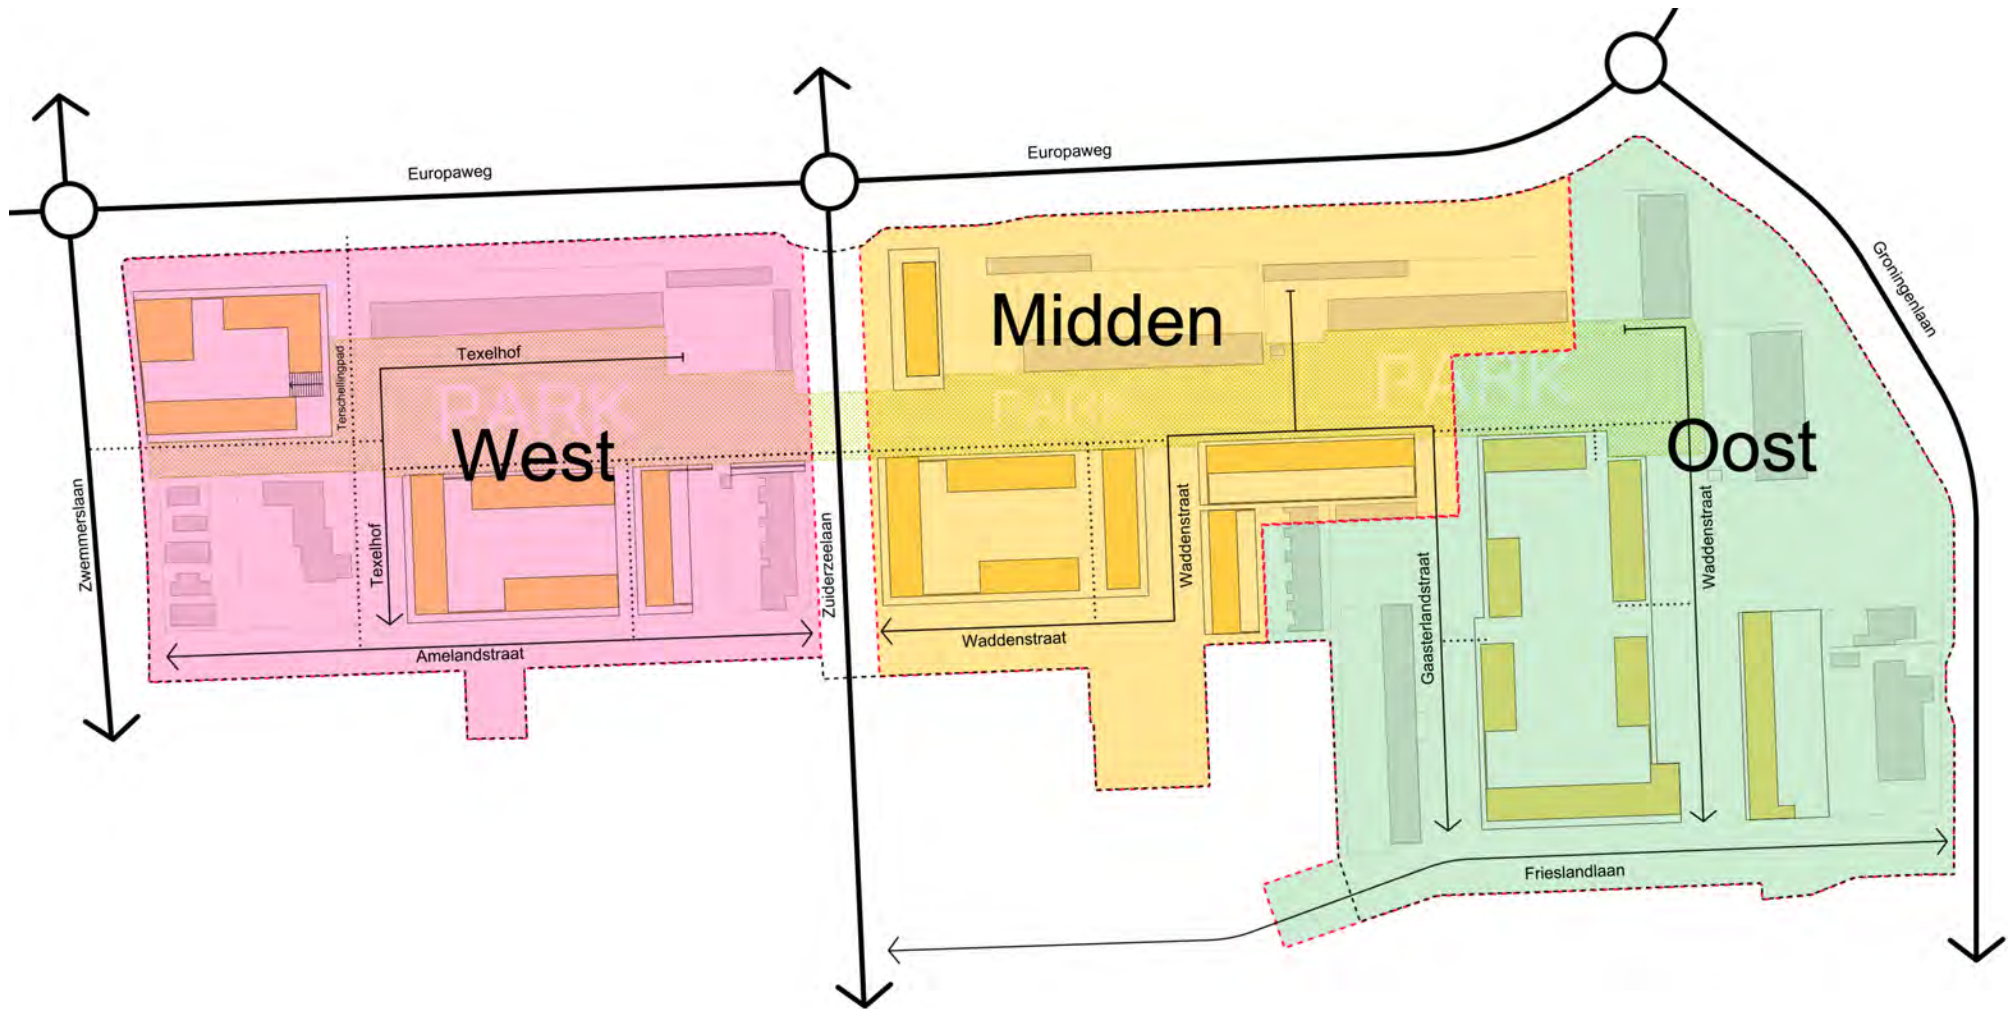 Europaweg
Europaweg
Groningenlaan
Midden
Texelhof
Terschellingpad
PARK
PARK
PARK
West
Oost
Zwemmerslaan
Texelhof
Zuiderzeelaan
Waddenstraat
Waddenstraat
Gaasterlandstraat
Waddenstraat
Amelandstraat
Frieslandlaan